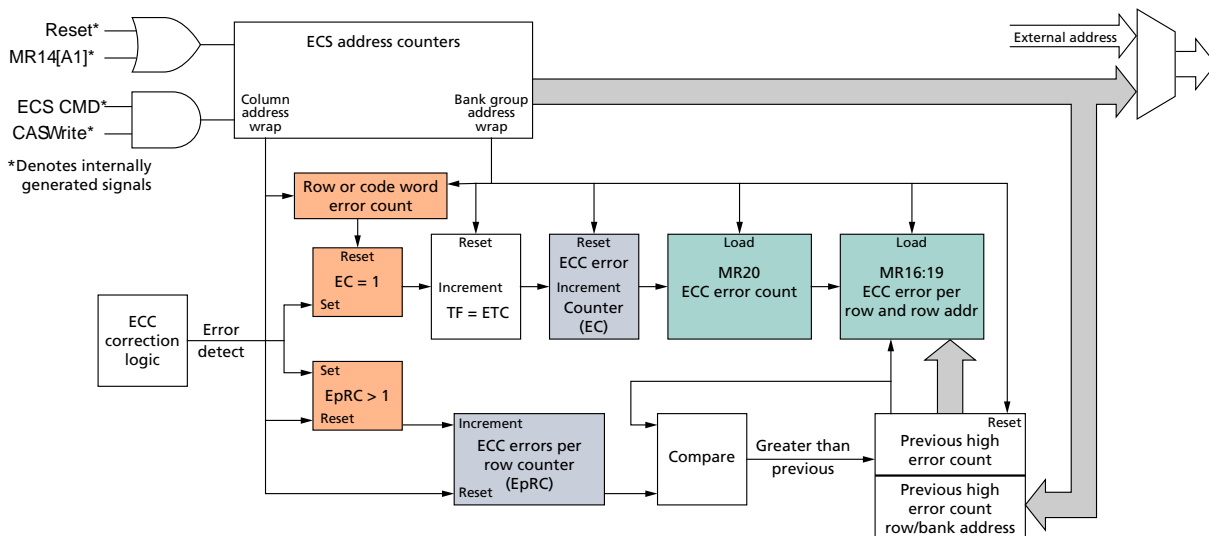 Reset*
MR14[A1]*
ECS CMD*
CASWrite*
*Denotes internally
generated signals
ECS address counters
Column
address
wrap
Bank group
address
wrap
External address
Row or code word
error count
Reset
EC = 1
Set
Reset
Increment
TF = ETC
Reset
ECC error
Increment
Counter
(EC)
Load
MR20
ECC error count
Load
MR16:19
ECC error per
row and row addr
ECC
correction
logic
Error
detect
Set
EpRC > 1
Reset
Increment
ECC errors per
row counter
(EpRC)
Reset
Compare
Greater than
previous
Reset
Previous high
error count
Previous high
error count
row/bank address